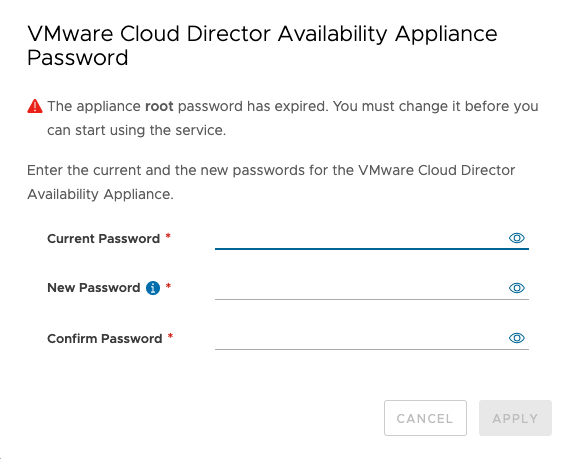 VMware Cloud Director Availability Appliance
Password
The appliance root password has expired. You must change it before you
can start using the service.
Enter the current and the new passwords for the VMware Cloud Director
Availability Appliance.
Current Password *
New Password *
Confirm Password *
CANCEL APPLY